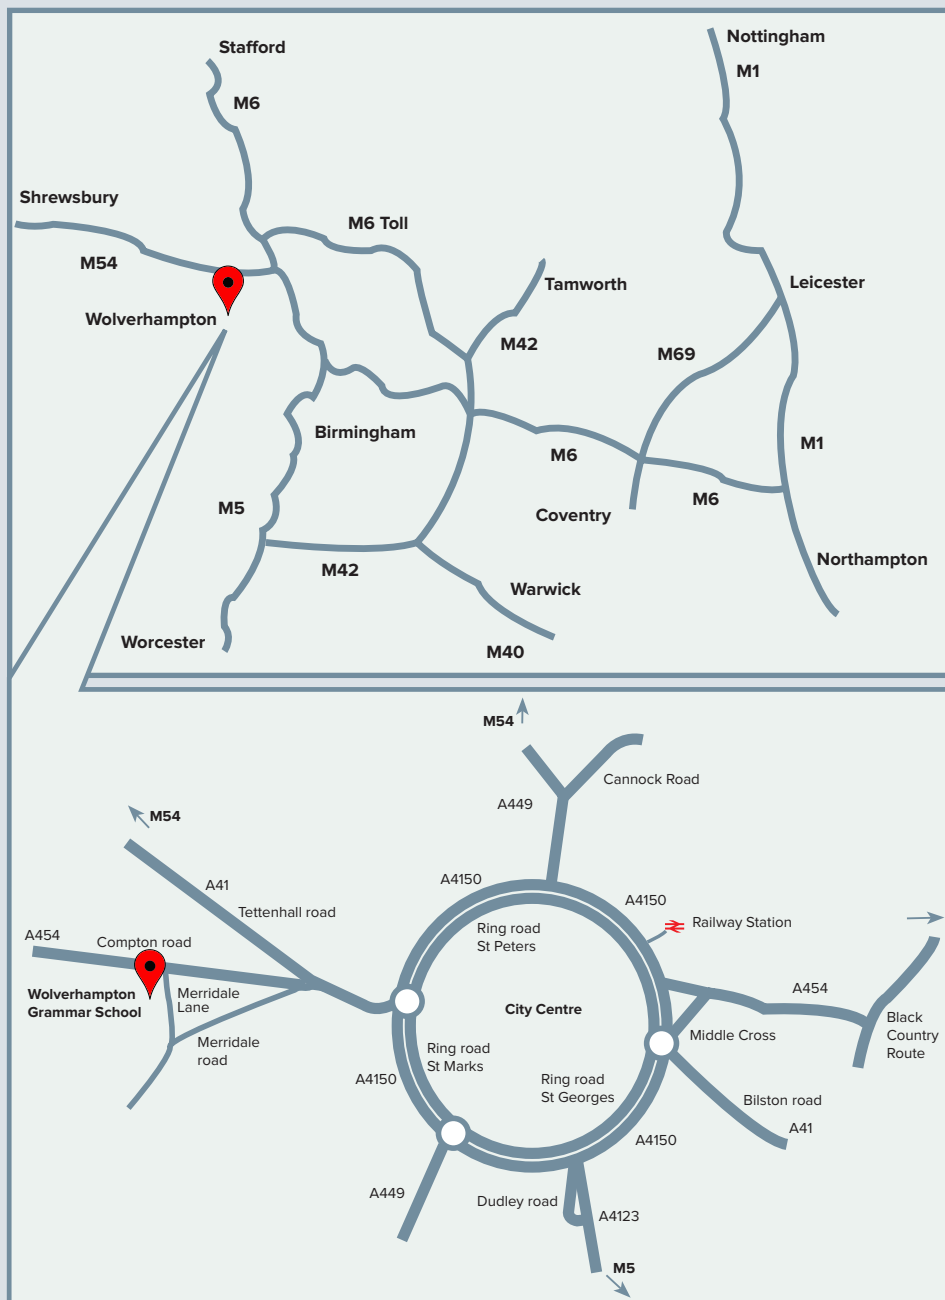 Stafford
Nottingham
M1
M6
Shrewsbury
M6 Toll
M54
Tamworth
Leicester
Wolverhampton
M42
M69
Birmingham
M1
M6
M6
M5
Coventry
Northampton
M42
Warwick
Worcester
M40
M54
Cannock Road
A449
M54
A4150
A41
A4150
Tettenhall road
Railway Station
Ring road
St Peters
A454
Compton road
Wolverhampton
Grammar School
Merridale
Lane
A454
City Centre
Black
Country
Route
Middle Cross
Merridale
road
Ring road
St Marks
A4150
Ring road
St Georges
Bilston road
A41
A4150
A449
Dudley road
A4123
M5